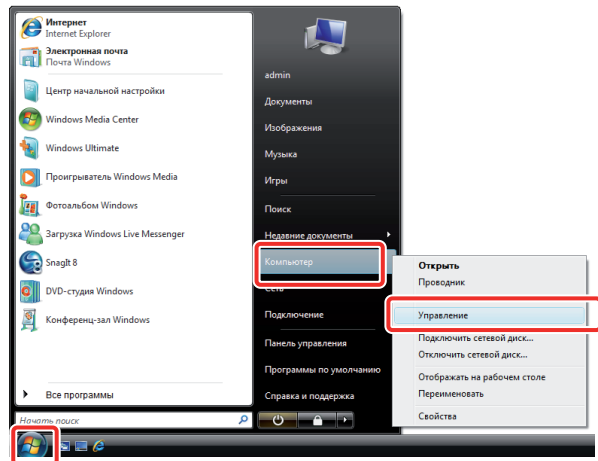 Интернет
Internet Explorer
Электронная почта
Почта Windows
Центр начальной настройки
Windows Media Center
Windows Ultimate
Проигрыватель Windows Media
Фотоальбом Windows
Загрузка Windows Live Messenger
SnagIt 8
DVD-студия Windows
Конференц-зал Windows
Все программы
Начать поиск
admin
Документы
Изображения
Музыка
Игры
Поиск
Недавние документы
Компьютер
Сеть
Подключение
Панель управления
Программы по умолчанию
Справка и поддержка
Открыть
Проводник
Управление
Подключить сетевой диск...
Отключить сетевой диск...
Отображать на рабочем столе
Переименовать
Свойства